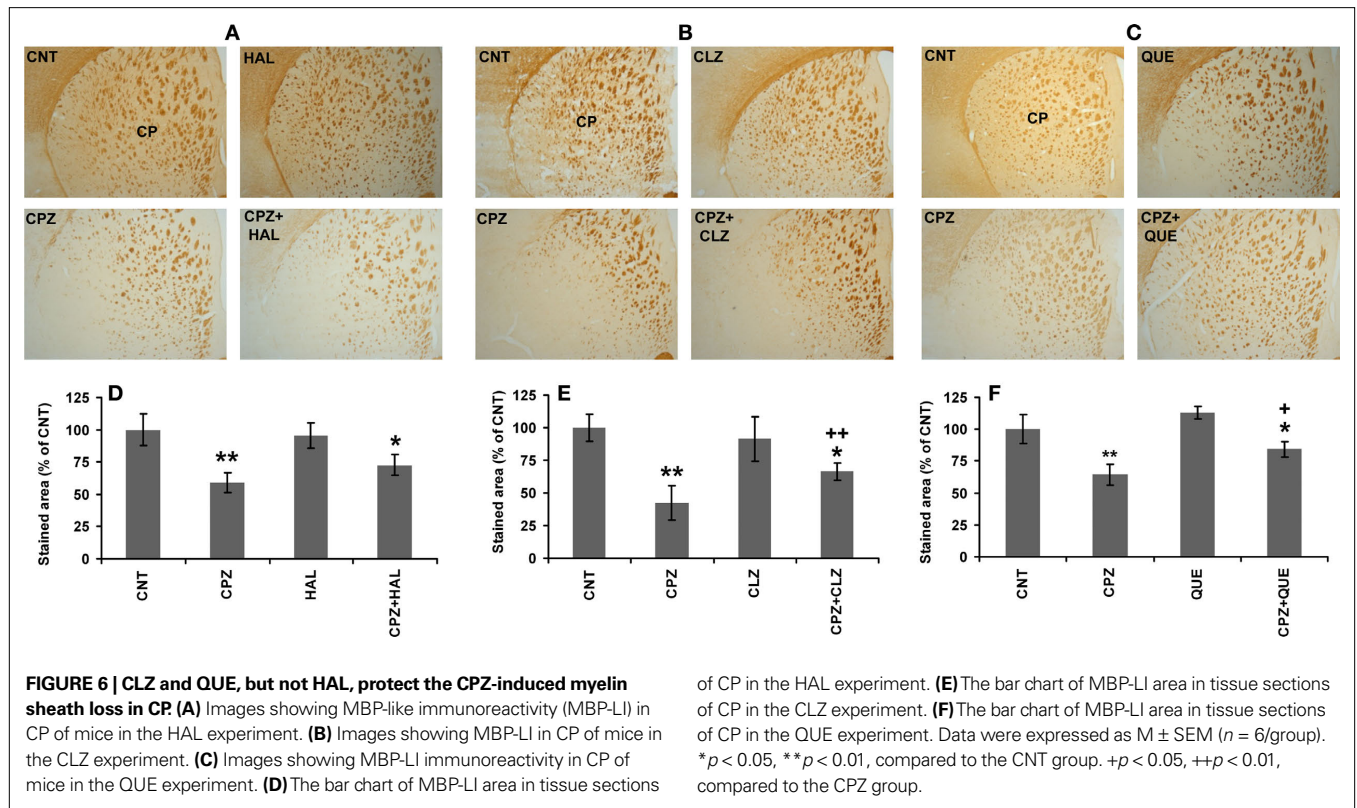 A
B
C
CNT
HAL
CNT
CLZ
CNT
QUE
CP
CP
CP
CPZ
CPZ+
HAL
CPZ
CPZ+
CLZ
CPZ
CPZ+
QUE
D
Stained area (% of CNT)
125
100
75
50
25
0
**
*
CNT
CPZ
HAL
CPZ+HAL
E
Stained area (% of CNT)
125
100
75
50
25
0
**
++
*
CNT
CPZ
CLZ
CPZ+CLZ
F
Stained area (% of CNT)
125
100
75
50
25
0
**
+
*
CNT
CPZ
QUE
CPZ+QUE
FIGURE 6 | CLZ and QUE, but not HAL, protect the CPZ-induced myelin
sheath loss in CP. (A) Images showing MBP-like immunoreactivity (MBP-LI) in
CP of mice in the HAL experiment. (B) Images showing MBP-LI in CP of mice in
the CLZ experiment. (C) Images showing MBP-LI immunoreactivity in CP of
mice in the QUE experiment. (D) The bar chart of MBP-LI area in tissue sections
of CP in the HAL experiment. (E) The bar chart of MBP-LI area in tissue sections
of CP in the CLZ experiment. (F) The bar chart of MBP-LI area in tissue sections
of CP in the QUE experiment. Data were expressed as M ± SEM (n = 6/group).
*p < 0.05, **p < 0.01, compared to the CNT group. +p < 0.05, ++p < 0.01,
compared to the CPZ group.